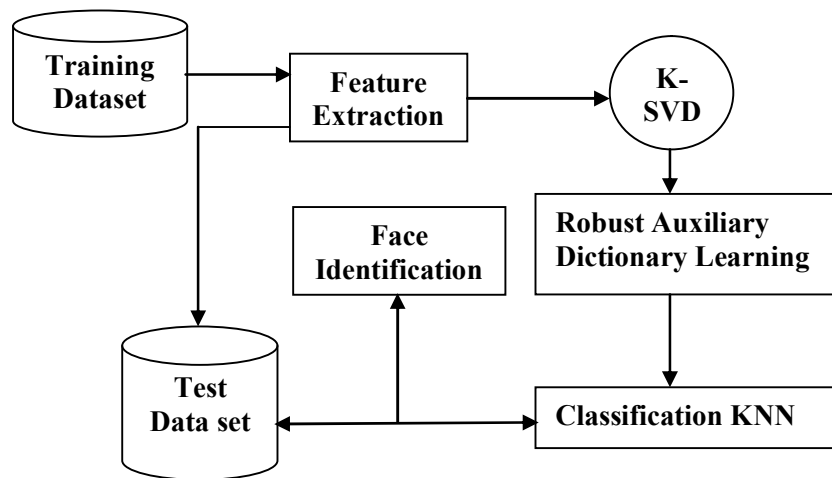 Training
Dataset
Feature
Extraction
K-
SVD
Robust Auxiliary
Dictionary Learning
Face
Identification
Test
Data set
Classification KNN